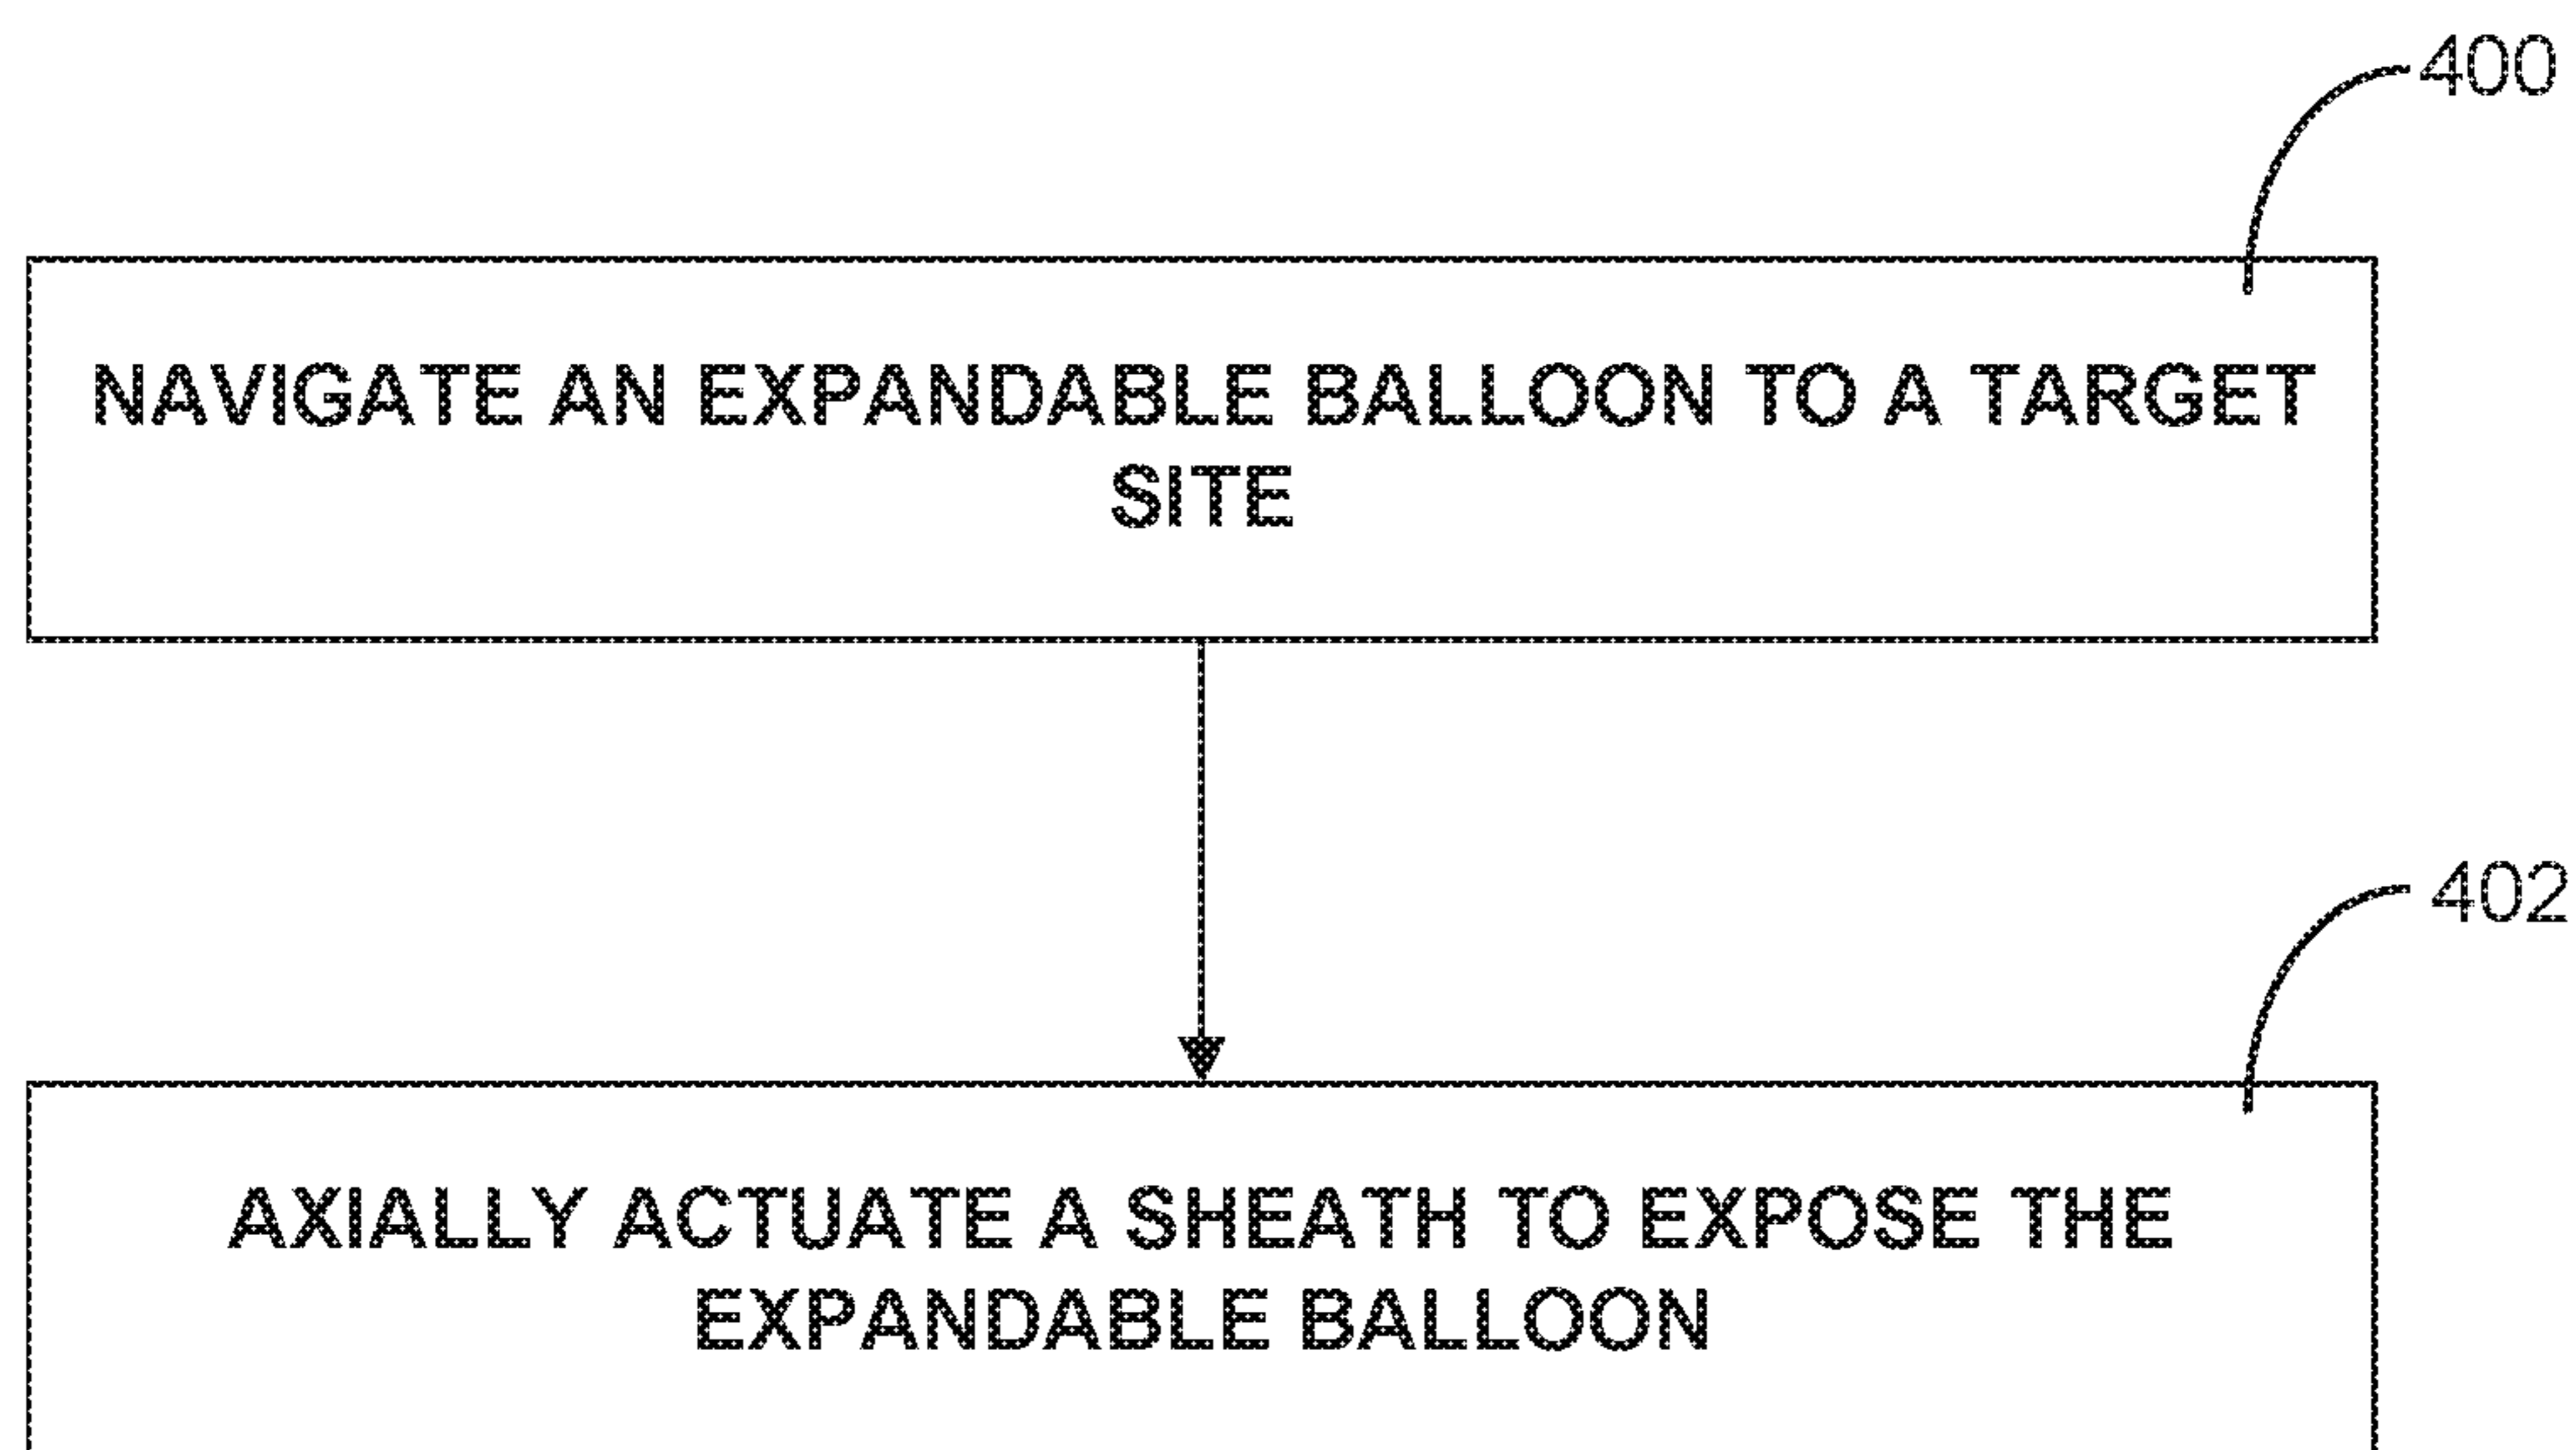 400
NAVIGATE AN EXPANDABLE BALLOON TO A TARGET
SITE
402
AXIALLY ACTUATE A SHEATH TO EXPOSE THE
EXPANDABLE BALLOON